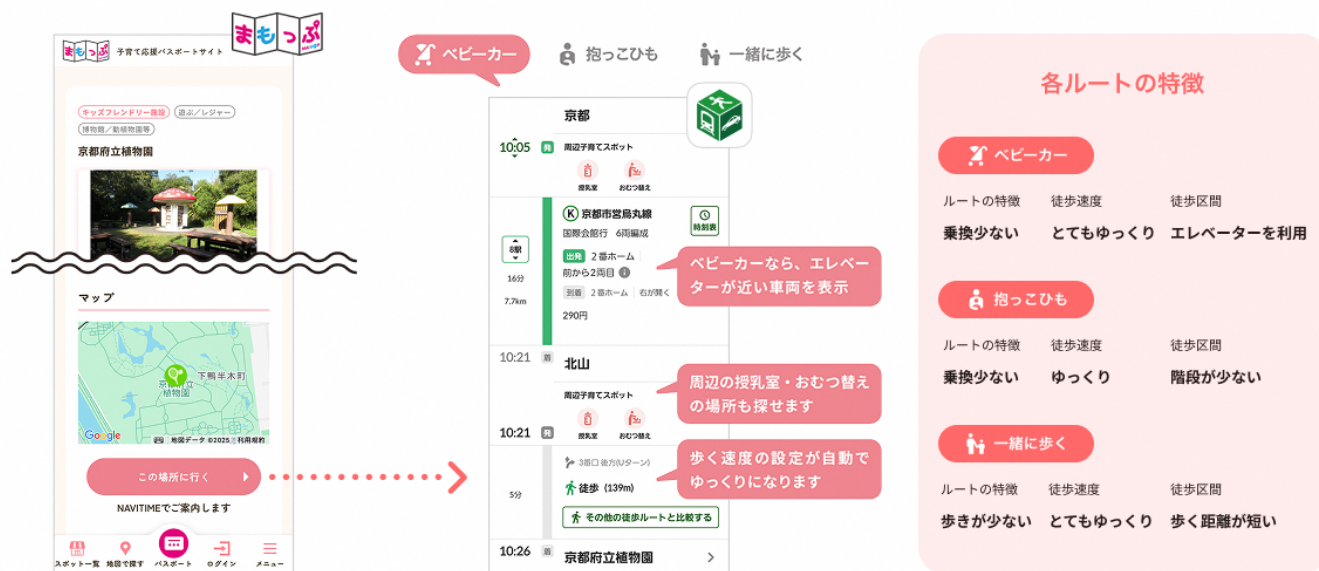 まもっぷ
まもっぷ 子育て応援パスポートサイト
キッズフレンドリー施設 遊ぶ/レジャー
博物館/動植物園等
京都府立植物園
マップ
下鴨半木町
京都府立
植物園
Google
地図データ ©2025 利用規約
この場所に行く
NAVITIMEでご案内します
スポット一覧 地図で探す パスポート ログイン メニュー
ベビーカー 抱っこひも 一緒に歩く
京都
10:05 発 周辺子育てスポット
授乳室 おむつ替え
K 京都市営烏丸線
国際会館行 6両編成
時刻表
8駅
16分
7.7km
出発 2番ホーム
前から2両目
到着 2番ホーム 右が開く
290円
ベビーカーなら、エレベー
ターが近い車両を表示
10:21 着 北山
周辺子育てスポット
授乳室 おむつ替え
10:21 発
周辺の授乳室・おむつ替え
の場所も探せます
3番口 後方(Uターン)
5分
徒歩 (139m)
その他の徒歩ルートと比較する
歩く速度の設定が自動で
ゆっくりになります
10:26 着 京都府立植物園
各ルートの特徴
ベビーカー
ルートの特徴 徒歩速度 徒歩区間
乗換少ない とてもゆっくり エレベーターを利用
抱っこひも
ルートの特徴 徒歩速度 徒歩区間
乗換少ない ゆっくり 階段が少ない
一緒に歩く
ルートの特徴 徒歩速度 徒歩区間
歩きが少ない とてもゆっくり 歩く距離が短い